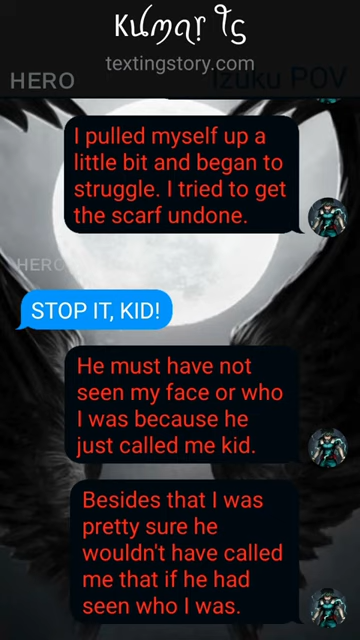 Kumar TS
textingstory.com
HERO
Izuku POV
I pulled myself up a
little bit and began to
struggle. I tried to get
the scarf undone.
HERO
STOP IT, KID!
He must have not
seen my face or who
I was because he
just called me kid.
Besides that I was
pretty sure he
wouldn't have called
me that if he had
seen who I was.